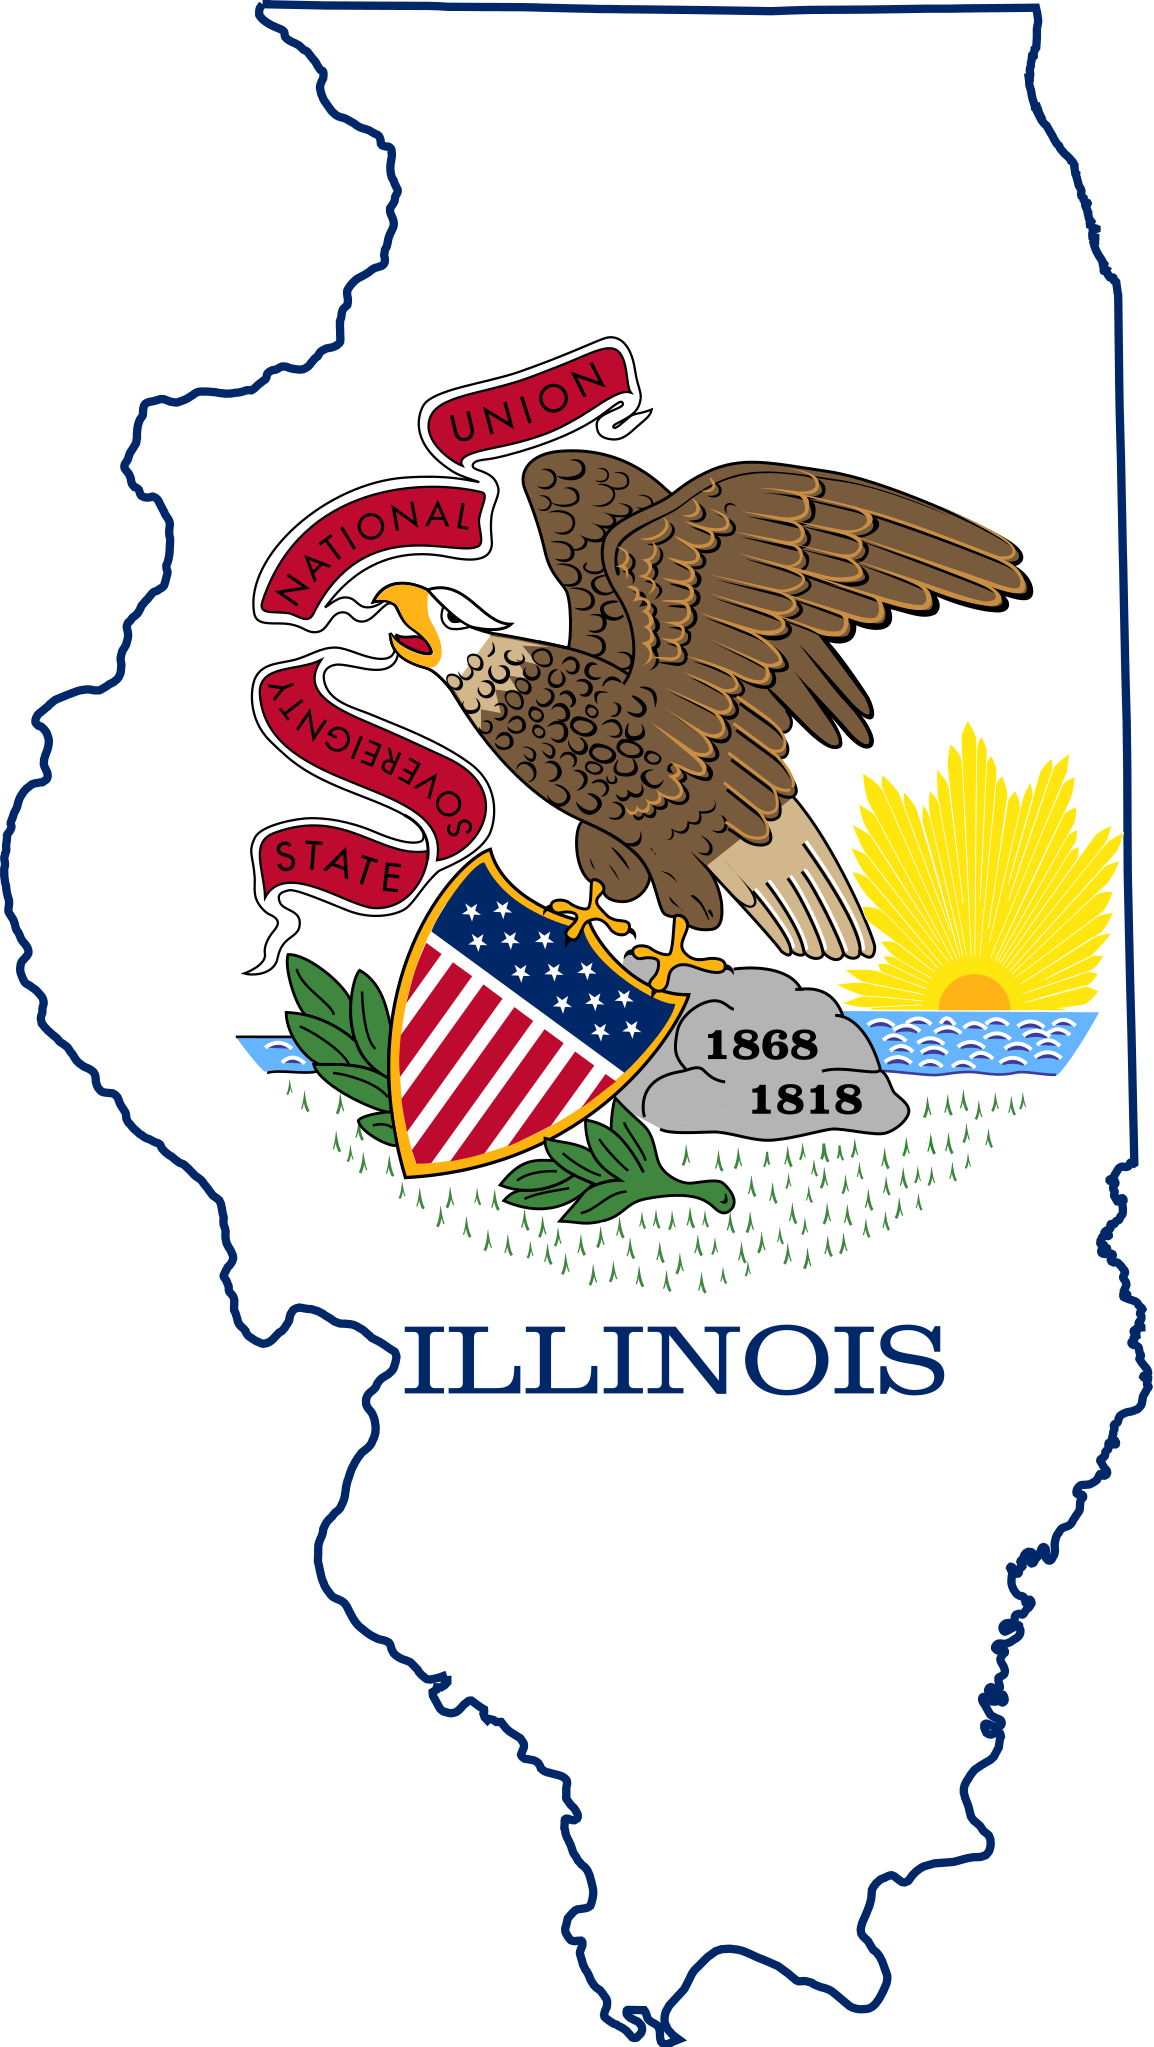 UNION
NATIONAL
SOVEREIGNTY
STATE
1868
1818
ILLINOIS